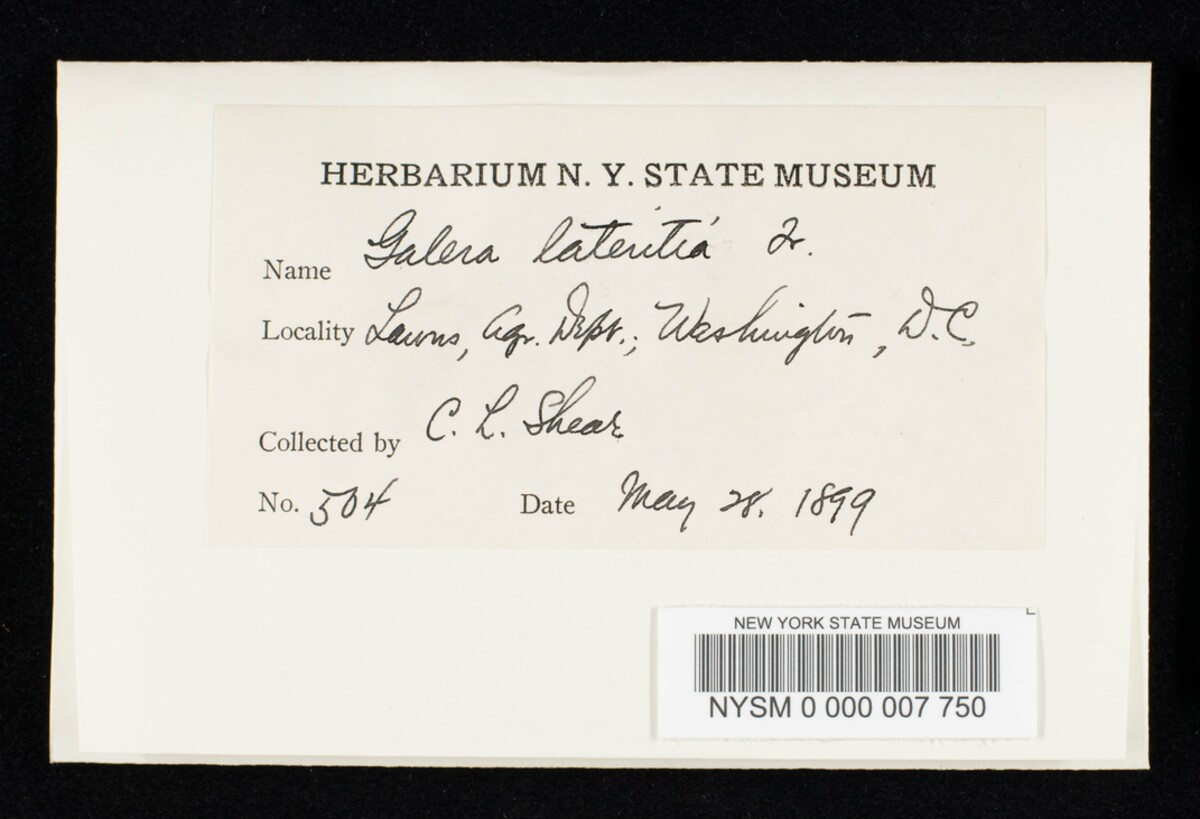 HERBARIUM N. Y. STATE MUSEUM
Name Galera lateritia Fr.
Locality Lawns, Agr. Dept.; Washington, D.C.
Collected by C. L. Shear
No. 504 Date May 28. 1899
NEW YORK STATE MUSEUM
NYSM 0 000 007 750